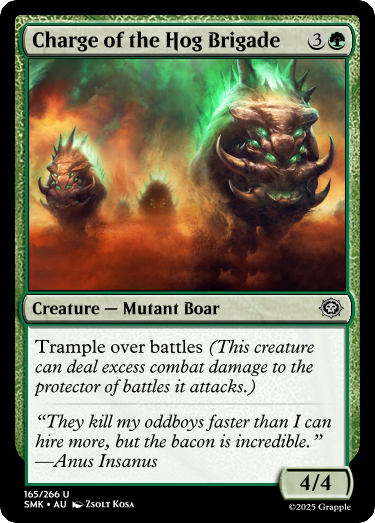 Charge of the Hog Brigade 3
Creature — Mutant Boar
Trample over battles (This creature
can deal excess combat damage to the
protector of battles it attacks.)
“They kill my oddboys faster than I can
hire more, but the bacon is incredible.”
—Anus Insanus
4/4
165/266 U
SMK • AU Zsolt Kosa
©2025 Grapple